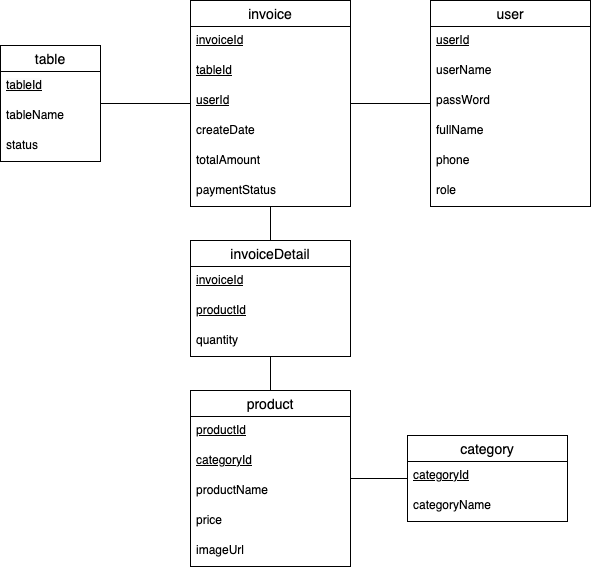 table
tableId
tableName
status
invoice
invoiceId
tableId
userId
createDate
totalAmount
paymentStatus
user
userId
userName
passWord
fullName
phone
role
invoiceDetail
invoiceId
productId
quantity
product
productId
categoryId
productName
price
imageUrl
category
categoryId
categoryName